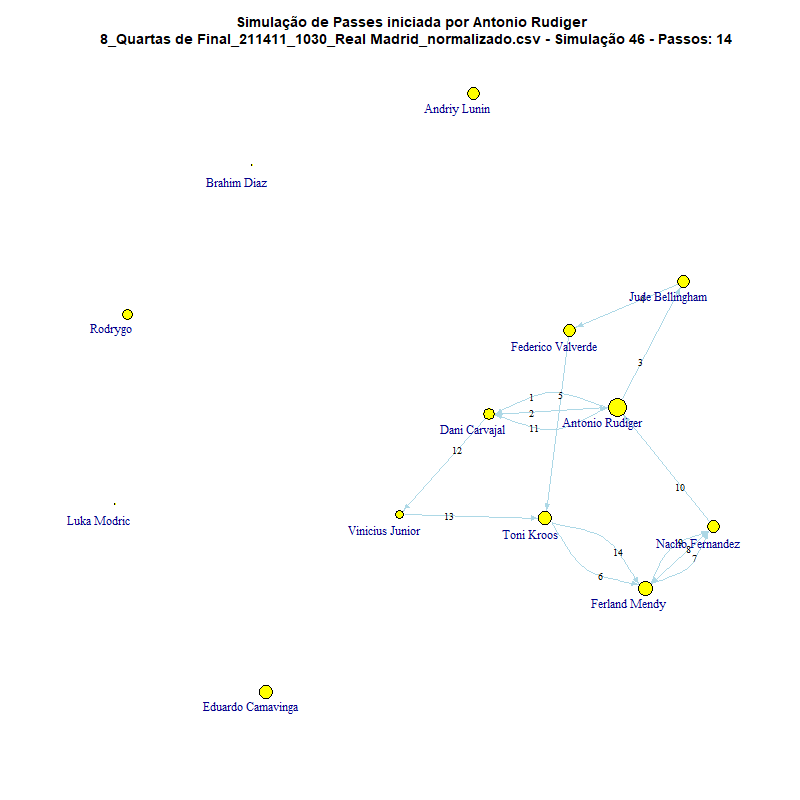 Simulação de Passes iniciada por Antonio Rudiger
8_Quartas de Final_211411_1030_Real Madrid_normalizado.csv - Simulação 46 - Passos: 14
Andriy Lunin
Brahim Diaz
Jude Bellingham
4
Rodrygo
Federico Valverde
3
1
5
2
Antonio Rudiger
Dani Carvajal
11
12
10
Vinicius Junior
13
Luka Modric
Toni Kroos
Nacho Fernandez
9
8
14
7
6
Ferland Mendy
Eduardo Camavinga